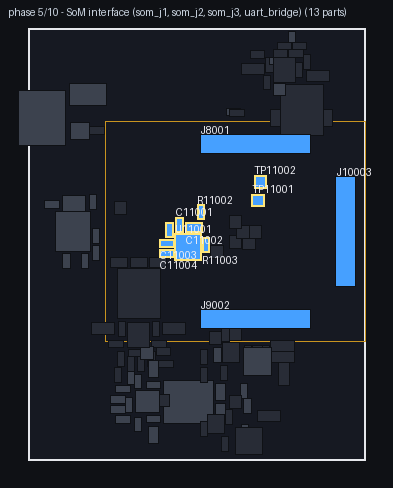 phase 5/10 - SoM interface (som_j1, som_j2, som_j3, uart_bridge) (13 parts)
J8001
TP11002
J10003
TP11001
R11002
C11001
C11002
R11003
C11004
J9002